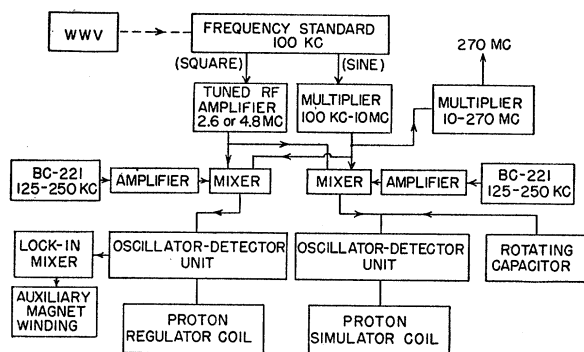 WWV
FREQUENCY STANDARD
100 KC
(SQUARE)
(SINE)
270 MC
TUNED RF
AMPLIFIER
2.6 or 4.8 MC
MULTIPLIER
100 KC-10MC
MULTIPLIER
10-270 MC
BC-221
125-250 KC
AMPLIFIER
MIXER
MIXER
AMPLIFIER
BC-221
125-250 KC
LOCK-IN
MIXER
OSCILLATOR-DETECTOR
UNIT
OSCILLATOR-DETECTOR
UNIT
ROTATING
CAPACITOR
AUXILIARY
MAGNET
WINDING
PROTON
REGULATOR COIL
PROTON
SIMULATOR COIL